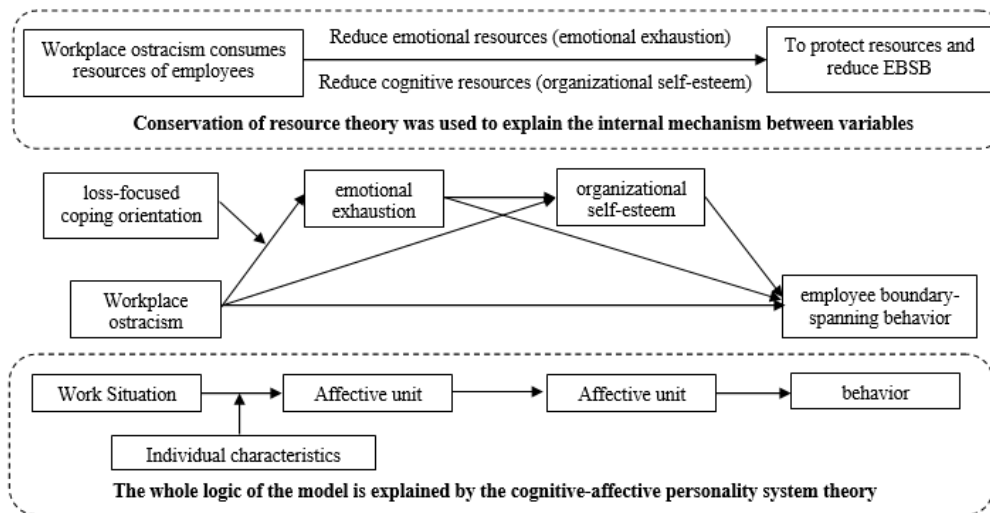 Workplace ostracism consumes
resources of employees
Reduce emotional resources (emotional exhaustion)
Reduce cognitive resources (organizational self-esteem)
To protect resources and
reduce EBSB
Conservation of resource theory was used to explain the internal mechanism between variables
loss-focused
coping orientation
emotional
exhaustion
organizational
self-esteem
Workplace
ostracism
employee boundary-
spanning behavior
Work Situation
Affective unit
Affective unit
behavior
Individual characteristics
The whole logic of the model is explained by the cognitive-affective personality system theory